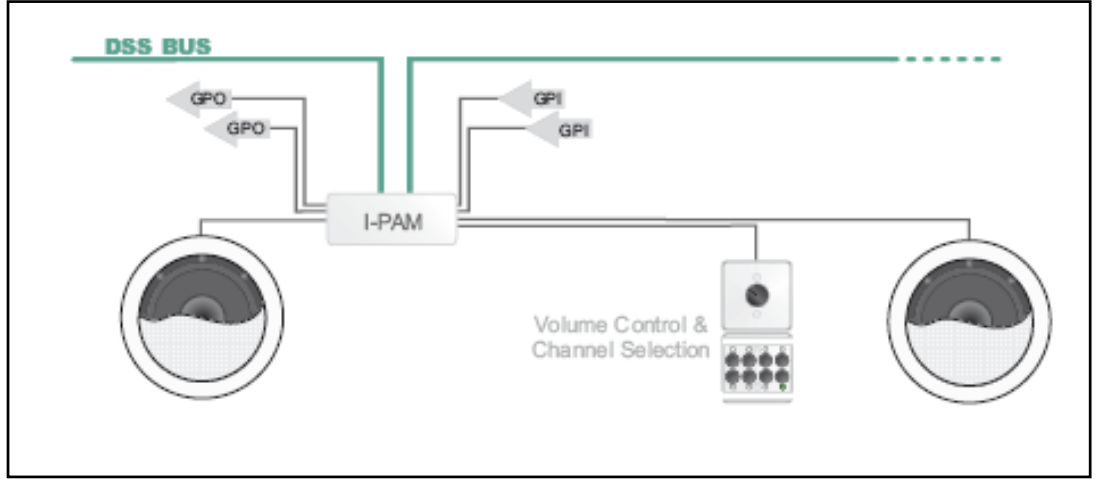 DSS BUS
GPO
GPI
GPO
GPI
I-PAM
Volume Control &
Channel Selection